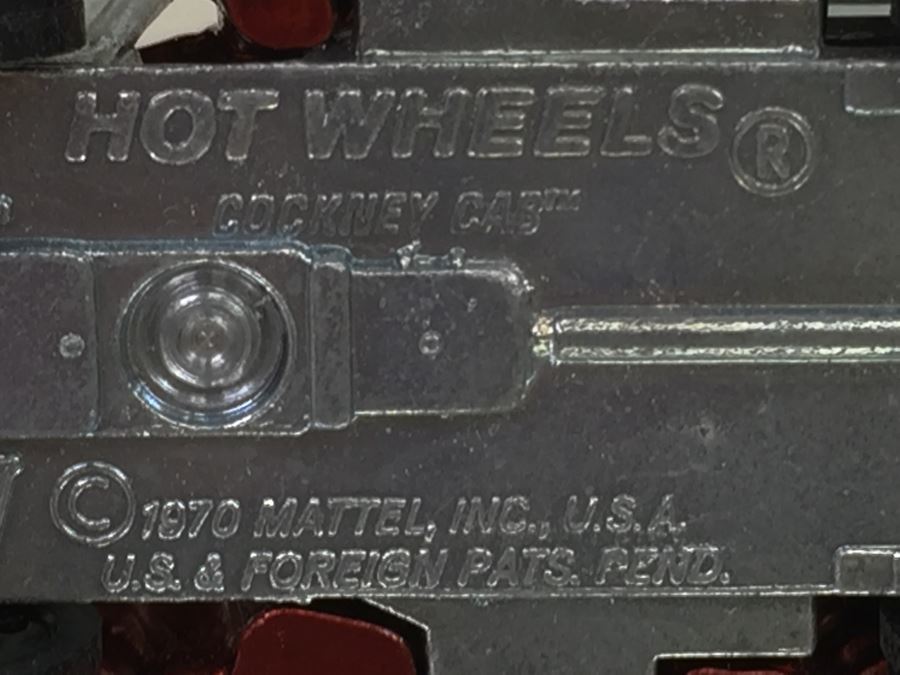 HOT WHEELS®
COCKNEY CAB™
© 1970 MATTEL, INC., U.S.A.
U.S. & FOREIGN PATS. PEND.